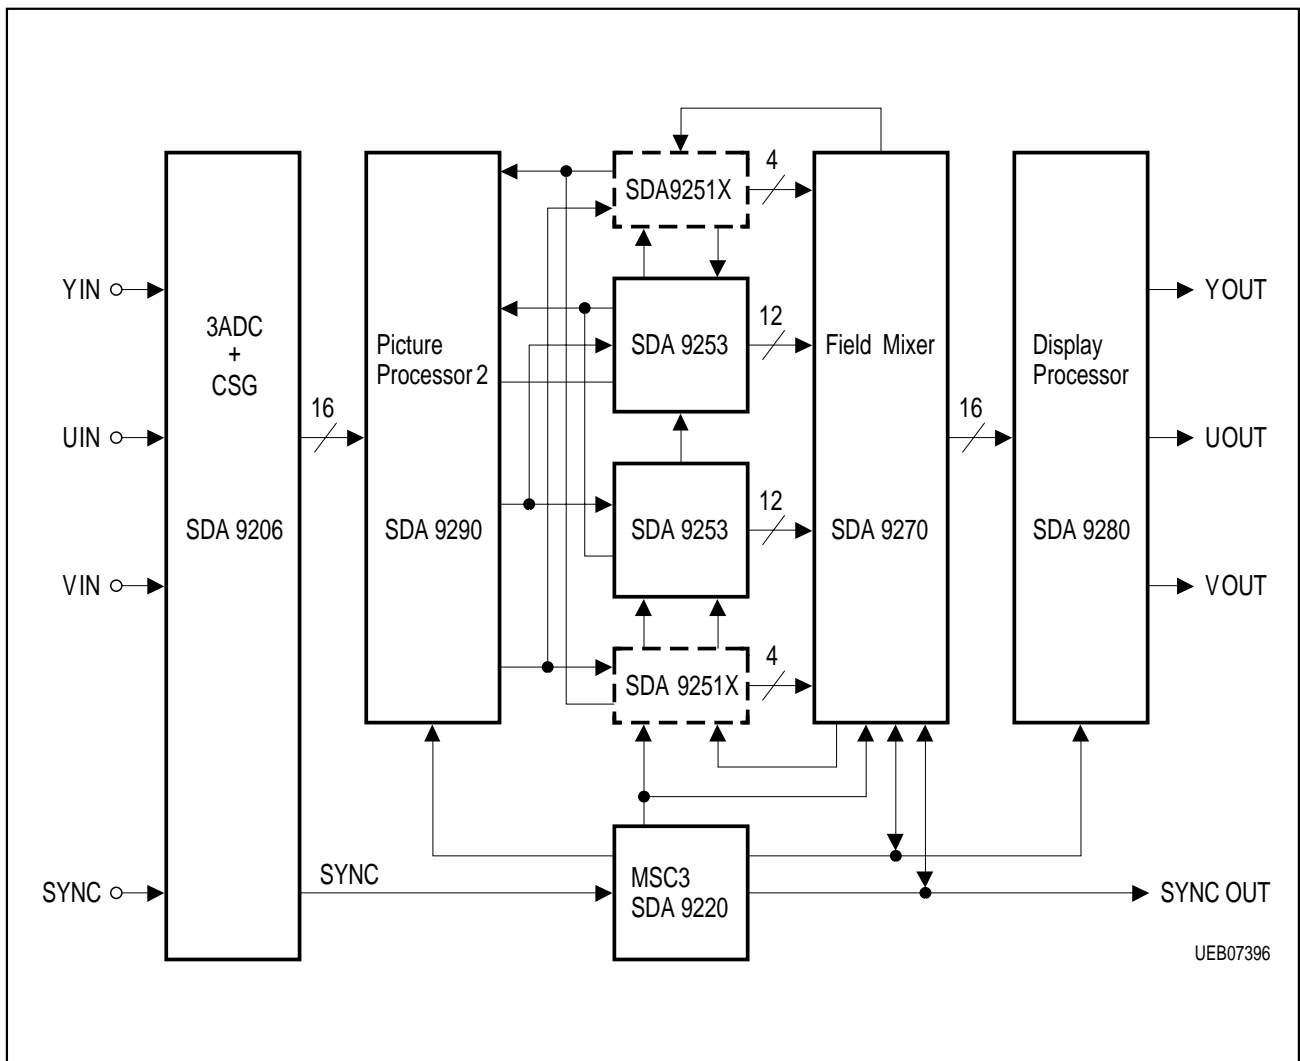 4
SDA9251X
YIN
3ADC
+
CSG
16
Picture
Processor 2
12
SDA 9253
Field Mixer
16
Display
Processor
YOUT
UIN
UOUT
SDA 9206
SDA 9290
12
SDA 9253
SDA 9270
SDA 9280
VIN
VOUT
4
SDA 9251X
SYNC
SYNC
MSC3
SDA 9220
SYNC OUT
UEB07396